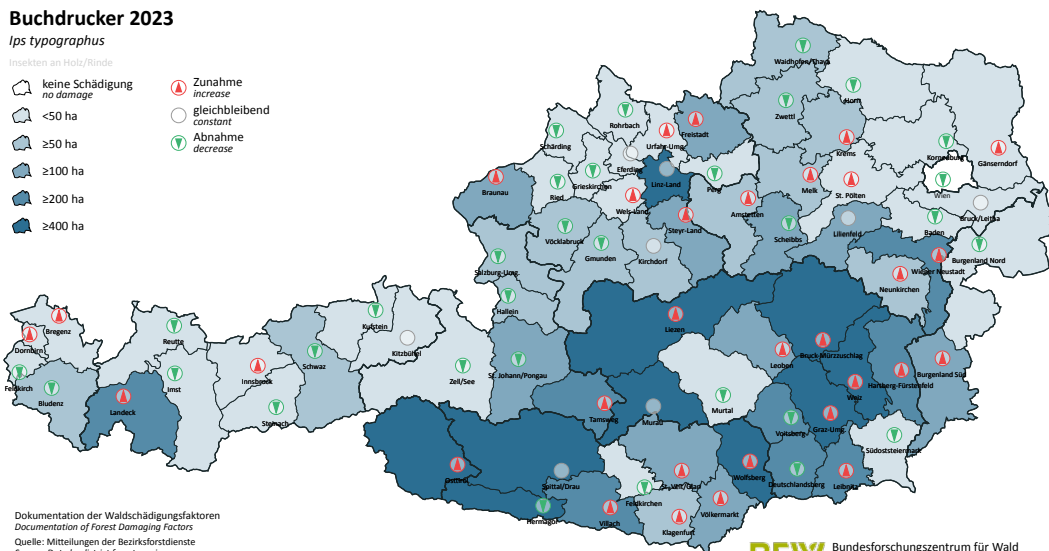 Buchdrucker 2023
Ips typographus
Insekten an Holz/Rinde
keine Schädigung
no damage
<50 ha
≥50 ha
≥100 ha
≥200 ha
≥400 ha
Zunahme
increase
gleichbleibend
constant
Abnahme
decrease
Waidhofen/Thaya
Horn
Zwettl
Rohrbach
Freistadt
Schärding
Urfahr-Umg.
Krems
Korneuburg
Gänserndorf
Eferding
Grieskirchen
Linz-Land
Perg
Melk
St. Pölten
Wien
Braunau
Ried
Wels-Land
Amstetten
Bruck/Leitha
Steyr-Land
Scheibbs
Lilienfeld
Baden
Vöcklabruck
Gmunden
Kirchdorf
Burgenland Nord
Salzburg-Umg.
Wiener Neustadt
Neunkirchen
Hallein
Bregenz
Dornbirn
Reutte
Kufstein
Kitzbühel
Liezen
Bruck-Mürzzuschlag
Leoben
Feldkirch
Bludenz
Imst
Innsbruck
Schwaz
Zell/See
St. Johann/Pongau
Hartberg-Fürstenfeld
Burgenland Süd
Landeck
Steinach
Murtal
Weiz
Tamsweg
Murau
Voitsberg
Graz-Umg.
Südoststeiermark
Osttirol
Spittal/Drau
Feldkirchen
St. Veit/Glan
Wolfsberg
Deutschlandsberg
Leibnitz
Hermagor
Villach
Klagenfurt
Völkermarkt
Dokumentation der Waldschädigungsfaktoren
Documentation of Forest Damaging Factors
Quelle: Mitteilungen der Bezirksforstdienste
Bundesforschungszentrum für Wald